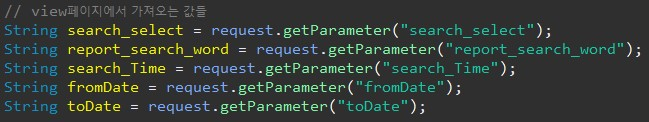 // view페이지에서 가져오는 값들
String search_select = request.getParameter("search_select");
String report_search_word = request.getParameter("report_search_word");
String search_Time = request.getParameter("search_Time");
String fromDate = request.getParameter("fromDate");
String toDate = request.getParameter("toDate");